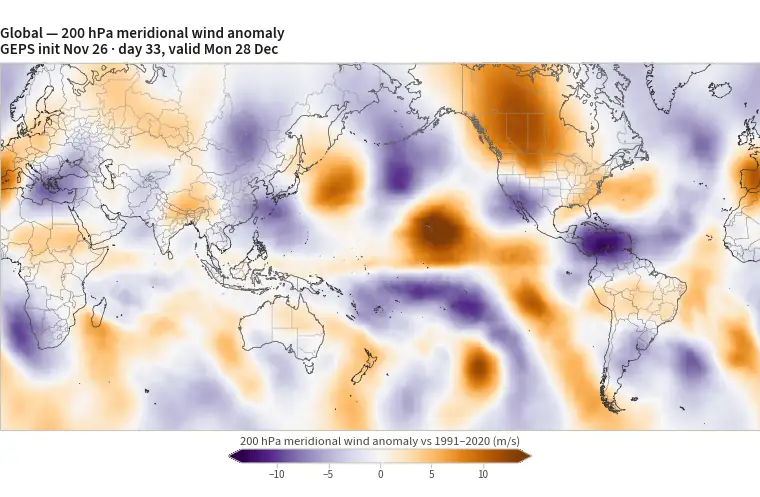 Global — 200 hPa meridional wind anomaly
GEPS init Nov 26 · day 33, valid Mon 28 Dec
200 hPa meridional wind anomaly vs 1991–2020 (m/s)
−10 −5 0 5 10